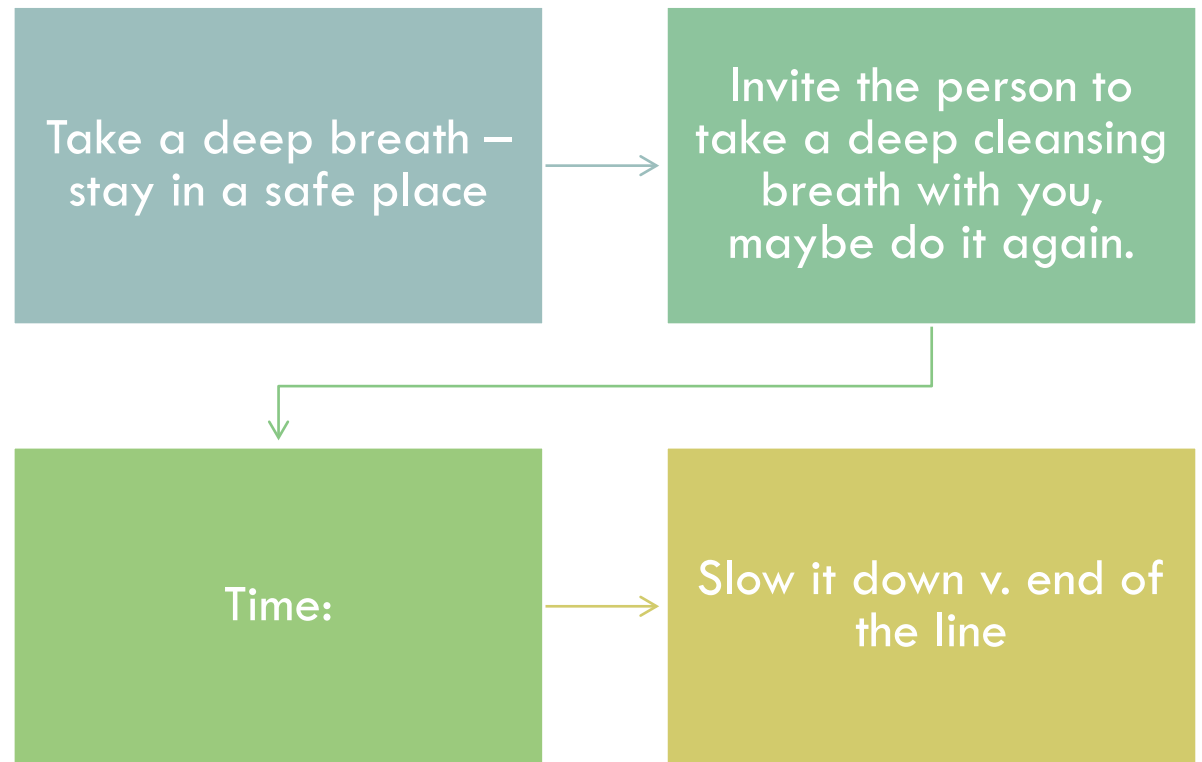 Take a deep breath –
stay in a safe place
Invite the person to
take a deep cleansing
breath with you,
maybe do it again.
Time:
Slow it down v. end of
the line